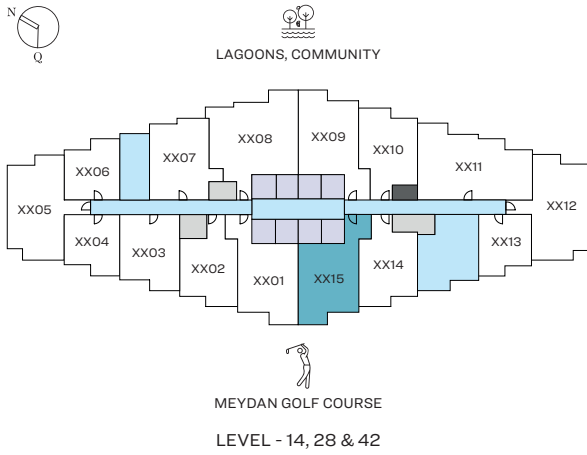 N
Q
LAGOONS, COMMUNITY
XX08
XX09
XX07
XX10
XX06
XX11
XX05
XX12
XX04
XX03
XX13
XX02
XX14
XX01
XX15
MEYDAN GOLF COURSE
LEVEL - 14, 28 & 42